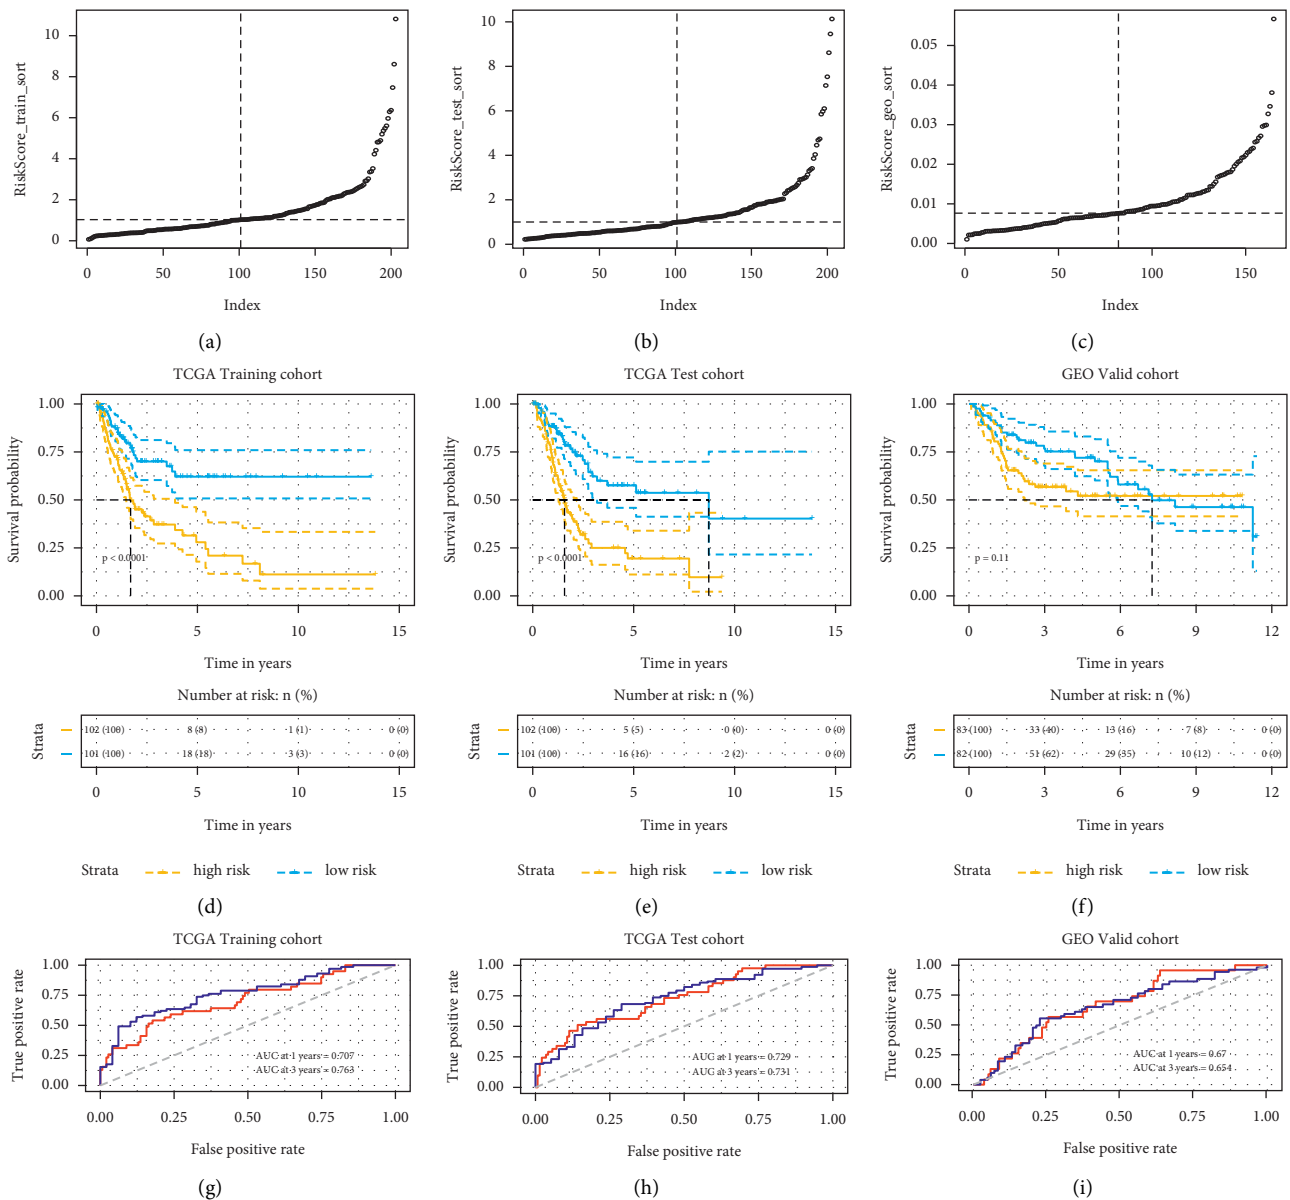 RiskScore_train_sort
10
8
6
4
2
0
0 50 100 150 200
Index
(a)
RiskScore_test_sort
10
8
6
4
2
0
0 50 100 150 200
Index
(b)
RiskScore_geo_sort
0.05
0.04
0.03
0.02
0.01
0.00
0 50 100 150
Index
(c)
TCGA Training cohort
Survival probability
1.00
0.75
0.50
0.25
0.00
p < 0.0001
0 5 10 15
Time in years
Number at risk: n (%)
Strata
102 (100) 8 (8) 1 (1) 0 (0)
101 (100) 18 (18) 3 (3) 0 (0)
0 5 10 15
Time in years
Strata high risk low risk
(d)
TCGA Test cohort
Survival probability
1.00
0.75
0.50
0.25
0.00
p < 0.0001
0 5 10 15
Time in years
Number at risk: n (%)
Strata
102 (100) 5 (5) 0 (0) 0 (0)
101 (100) 16 (16) 2 (2) 0 (0)
0 5 10 15
Time in years
Strata high risk low risk
(e)
GEO Valid cohort
Survival probability
1.00
0.75
0.50
0.25
0.00
p = 0.11
0 3 6 9 12
Time in years
Number at risk: n (%)
Strata
83 (100) 33 (40) 13 (16) 7 (8) 0 (0)
82 (100) 51 (62) 29 (35) 10 (12) 0 (0)
0 3 6 9 12
Time in years
Strata high risk low risk
(f)
TCGA Training cohort
True positive rate
1.00
0.75
0.50
0.25
0.00
AUC at 1 years = 0.707
AUC at 3 years = 0.763
0.00 0.25 0.50 0.75 1.00
False positive rate
(g)
TCGA Test cohort
True positive rate
1.00
0.75
0.50
0.25
0.00
AUC at 1 years = 0.729
AUC at 3 years = 0.731
0.00 0.25 0.50 0.75 1.00
False positive rate
(h)
GEO Valid cohort
True positive rate
1.00
0.75
0.50
0.25
0.00
AUC at 1 years = 0.67
AUC at 3 years = 0.654
0.00 0.25 0.50 0.75 1.00
False positive rate
(i)